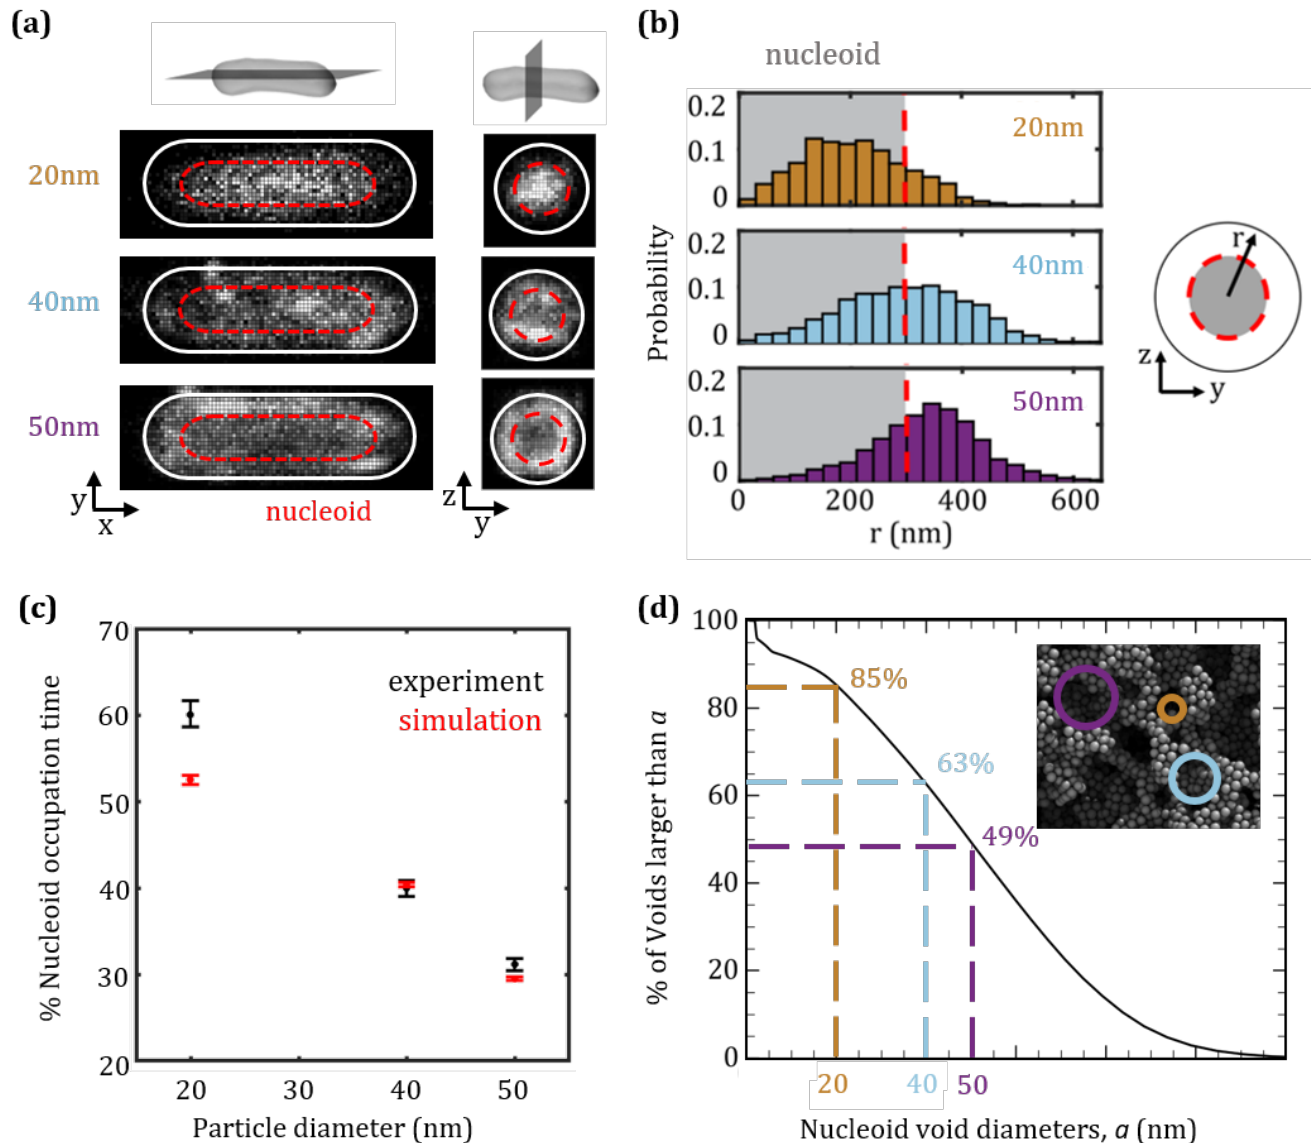 (a)
20nm
40nm
50nm
y
x
nucleoid
z
y
(b)
nucleoid
0.2
0.1
0
20nm
0.2
0.1
0
40nm
0.2
0.1
0
50nm
0 200 400 600
r (nm)
Probability
r
z
y
(c)
70
60
50
40
30
20
experiment
simulation
20 30 40 50
Particle diameter (nm)
% Nucleoid occupation time
(d)
100
80
60
40
20
0
85%
63%
49%
20 40 50
Nucleoid void diameters, a (nm)
% of Voids larger than a